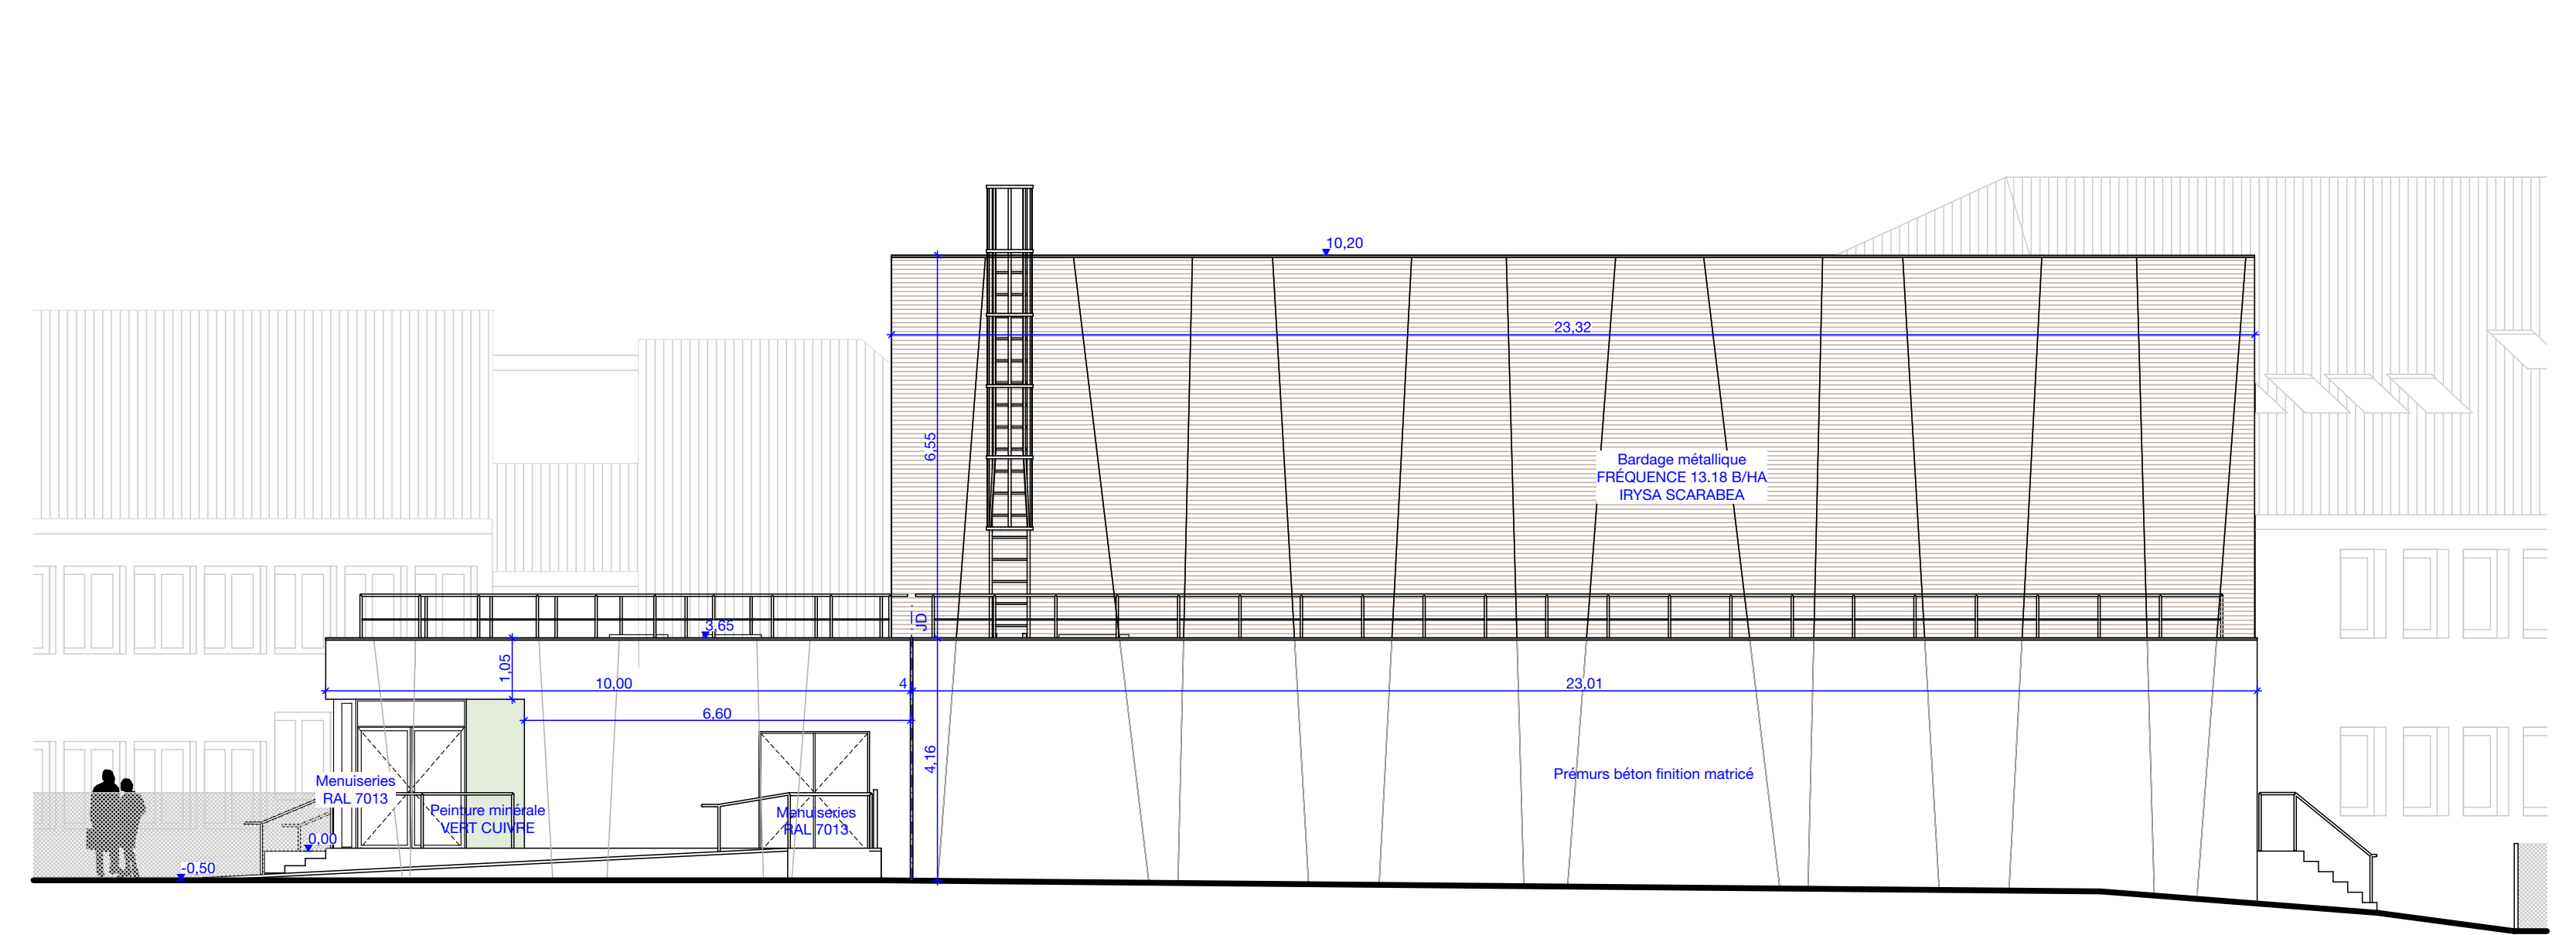 10,20
23,32
6,55
Bardage métallique
FRÉQUENCE 13.18 B/HA
IRYSA SCARABEA
JD
3,65
1,05
10,00
4
23,01
6,60
4,16
Prémurs béton finition matricé
Menuiseries
RAL 7013
Peinture minérale
VERT CUIVRE
Menuiseries
RAL 7013
0,00
-0,50